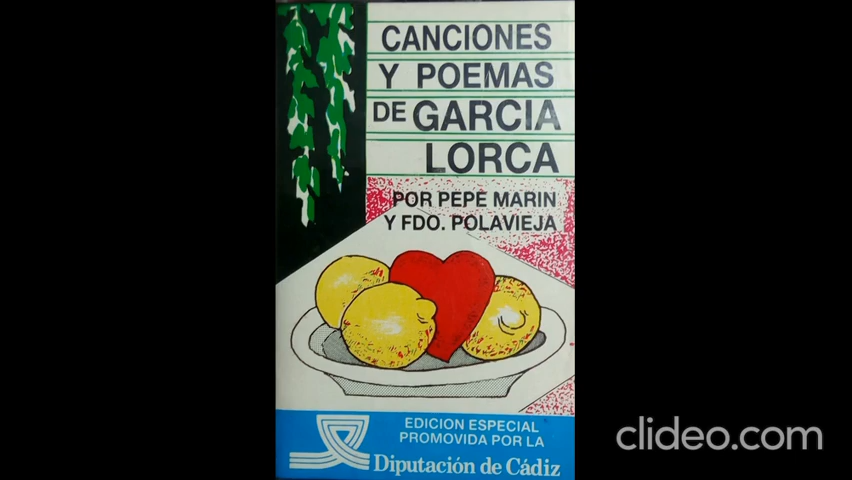 CANCIONES
Y POEMAS
DE GARCIA
LORCA
POR PEPE MARIN
Y FDO. POLAVIEJA
EDICION ESPECIAL
PROMOVIDA POR LA
Diputación de Cádiz
clideo.com